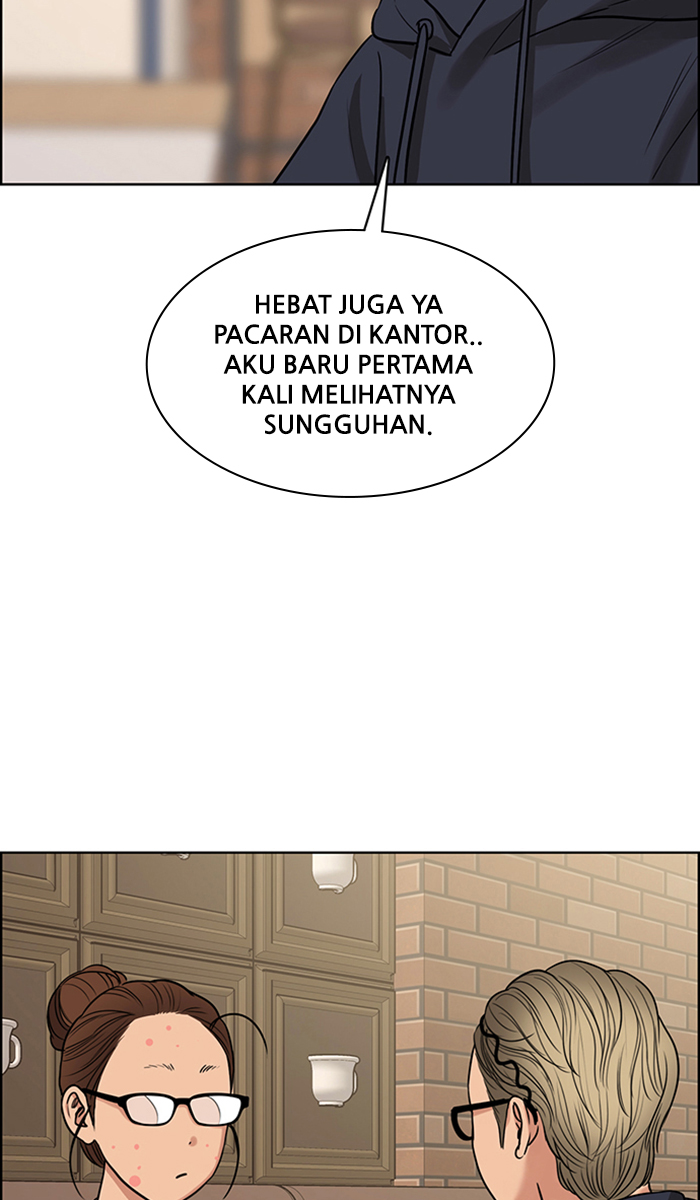 HEBAT JUGA YA
PACARAN DI KANTOR..
AKU BARU PERTAMA
KALI MELIHATNYA
SUNGGUHAN.